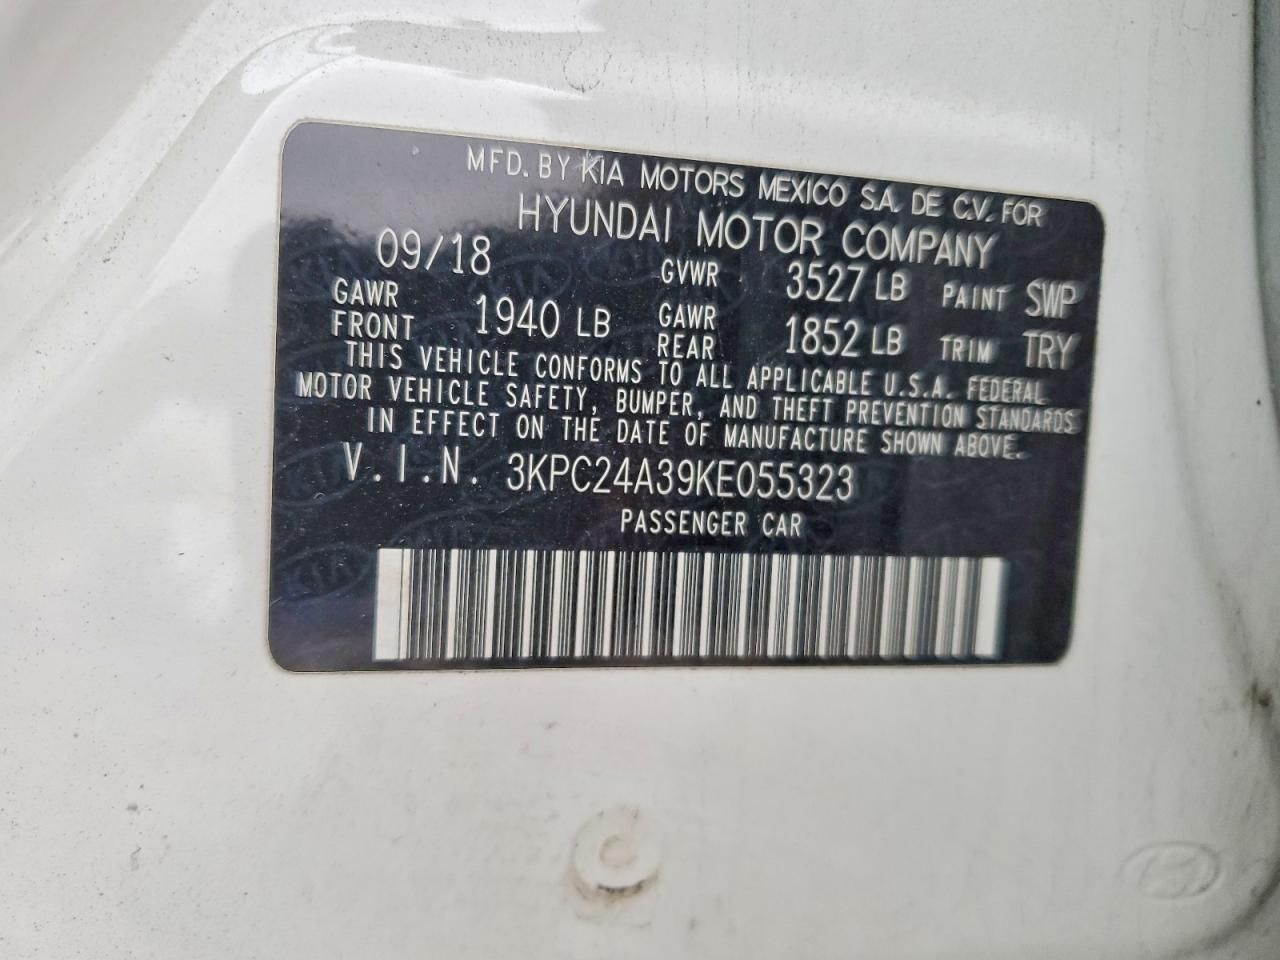 MFD. BY KIA MOTORS MEXICO S.A. DE C.V. FOR
HYUNDAI MOTOR COMPANY
09/18 GVWR 3527 LB PAINT SWP
GAWR FRONT 1940 LB GAWR REAR 1852 LB TRIM TRY
THIS VEHICLE CONFORMS TO ALL APPLICABLE U.S.A. FEDERAL
MOTOR VEHICLE SAFETY, BUMPER, AND THEFT PREVENTION STANDARDS
IN EFFECT ON THE DATE OF MANUFACTURE SHOWN ABOVE.
V.I.N. 3KPC24A39KE055323
PASSENGER CAR